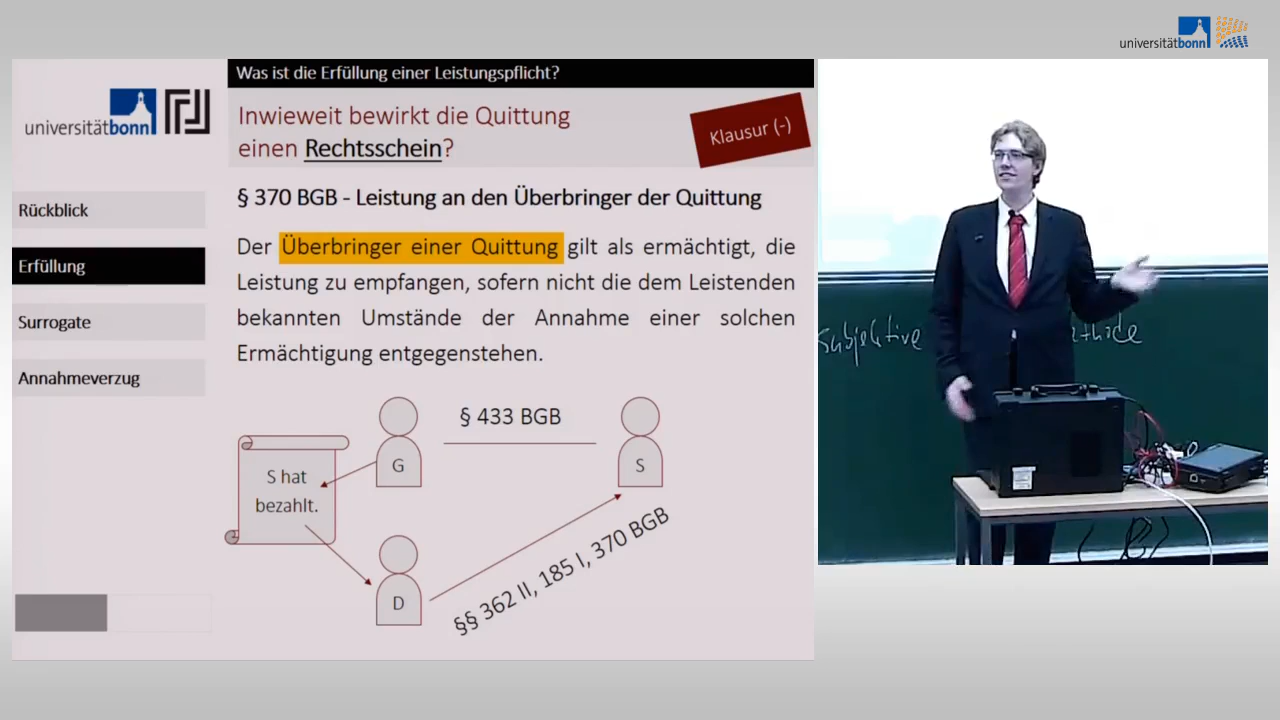 universitätbonn
Was ist die Erfüllung einer Leistungspflicht?
universitätbonn
Inwieweit bewirkt die Quittung
einen Rechtsschein?
Klausur (-)
§ 370 BGB - Leistung an den Überbringer der Quittung
Rückblick
Erfüllung
Surrogate
Annahmeverzug
Der Überbringer einer Quittung gilt als ermächtigt, die
Leistung zu empfangen, sofern nicht die dem Leistenden
bekannten Umstände der Annahme einer solchen
Ermächtigung entgegenstehen.
§ 433 BGB
G
S
S hat
bezahlt.
D
§§ 362 II, 185 I, 370 BGB
subjektive